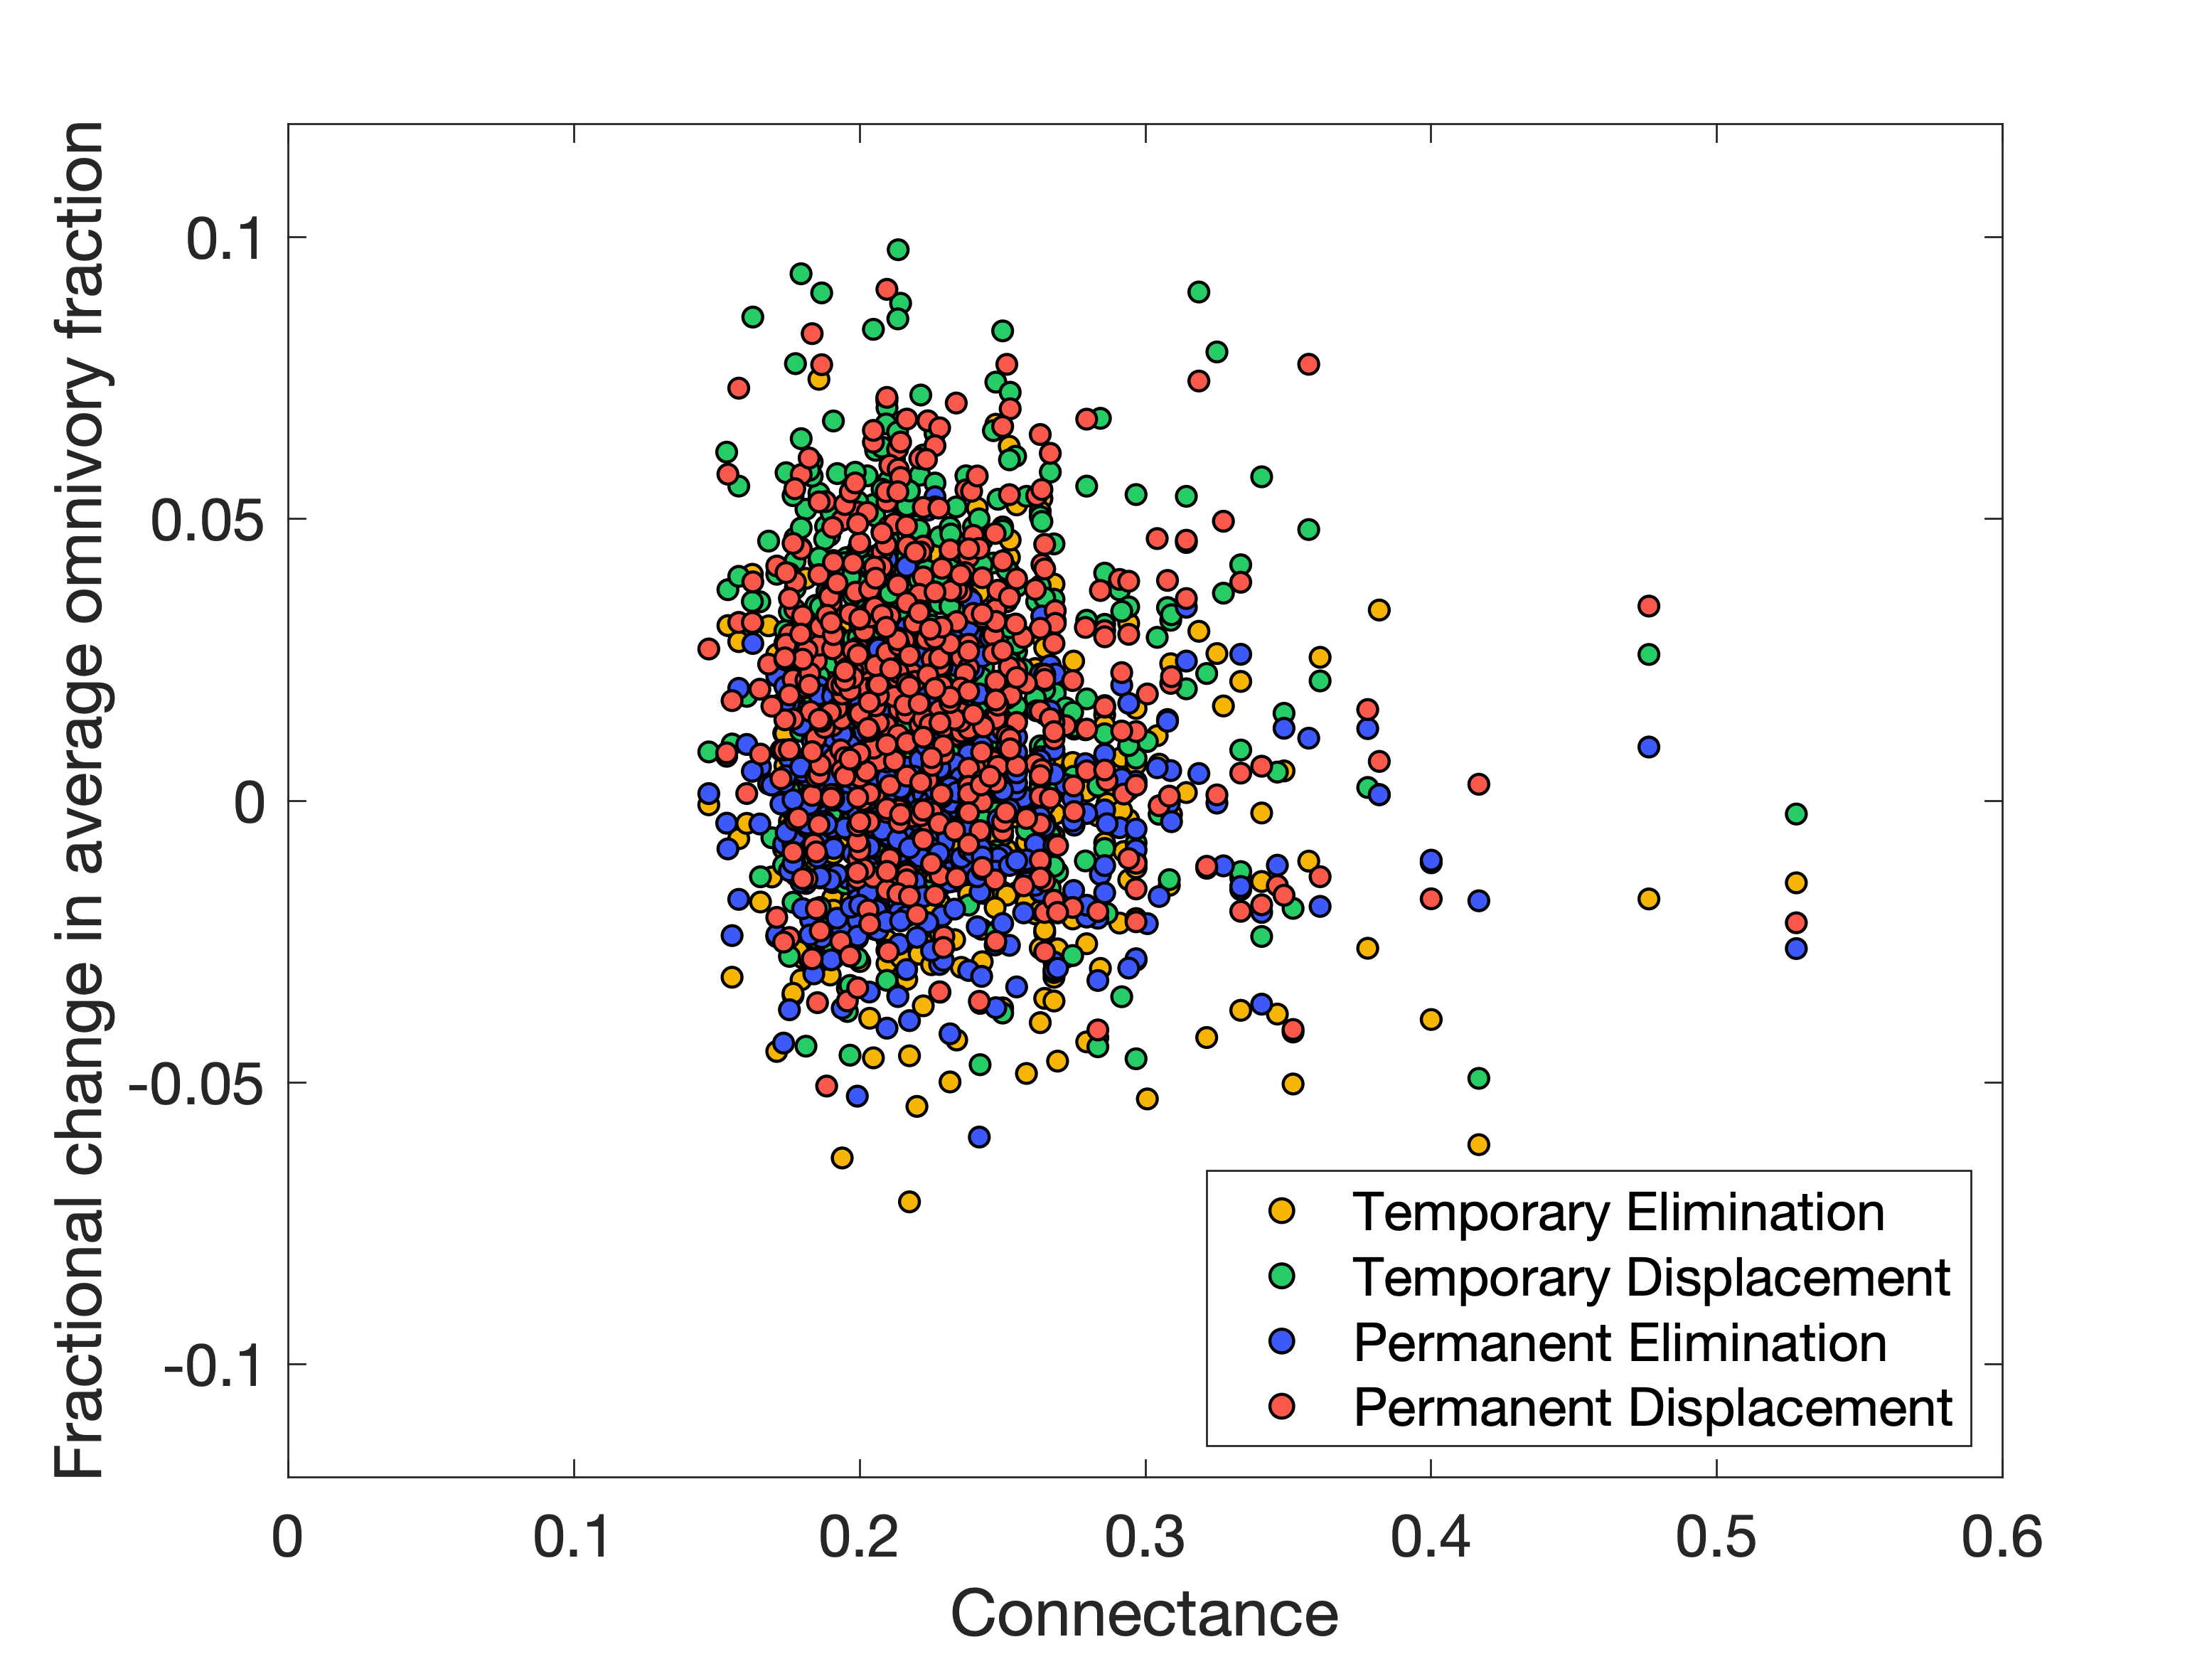 Fractional change in average omnivory fraction
0.1
0.05
0
-0.05
-0.1
Temporary Elimination
Temporary Displacement
Permanent Elimination
Permanent Displacement
0 0.1 0.2 0.3 0.4 0.5 0.6
Connectance